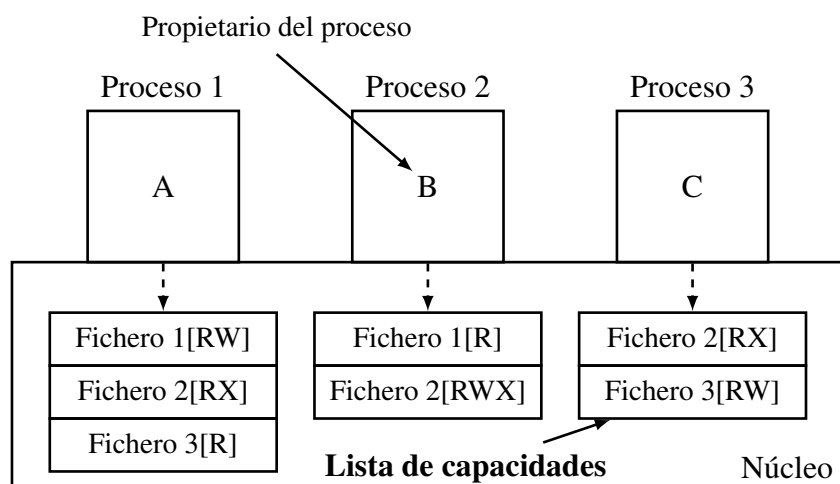 Propietario del proceso
Proceso 1
Proceso 2
Proceso 3
A
B
C
Fichero 1[RW]
Fichero 2[RX]
Fichero 3[R]
Fichero 1[R]
Fichero 2[RWX]
Fichero 2[RX]
Fichero 3[RW]
Lista de capacidades
Núcleo